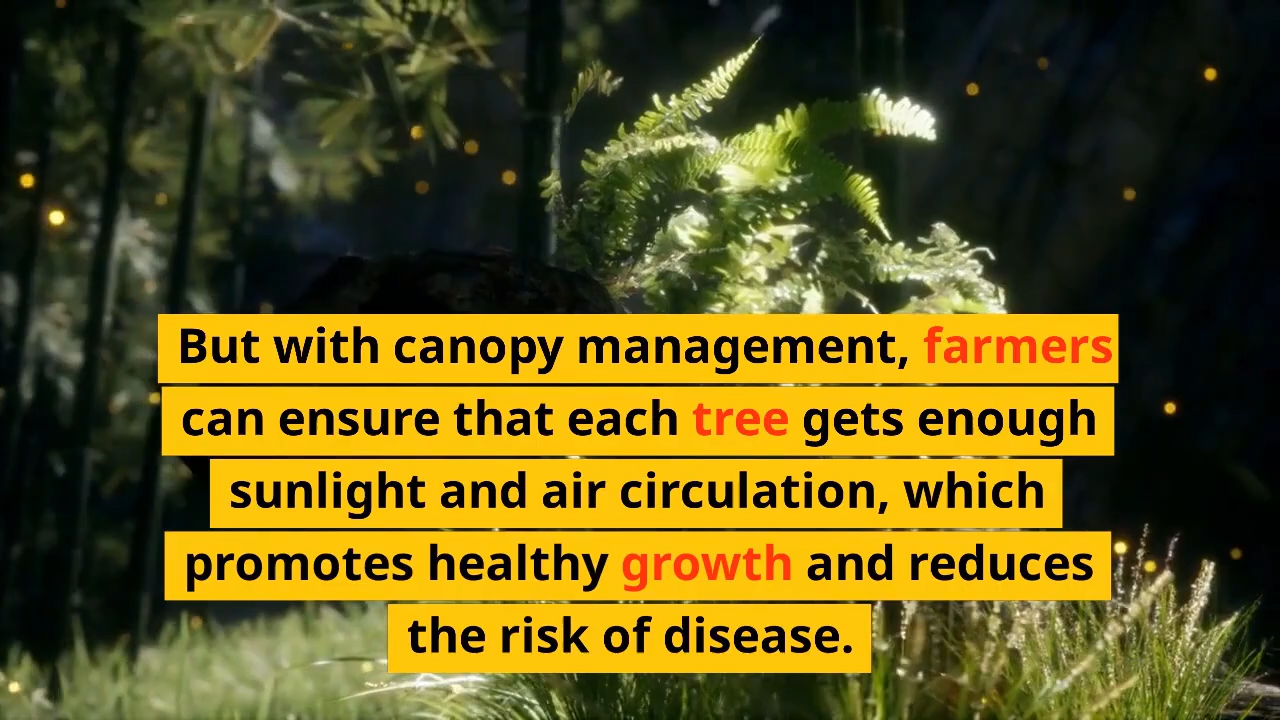 But with canopy management, farmers
can ensure that each tree gets enough
sunlight and air circulation, which
promotes healthy growth and reduces
the risk of disease.